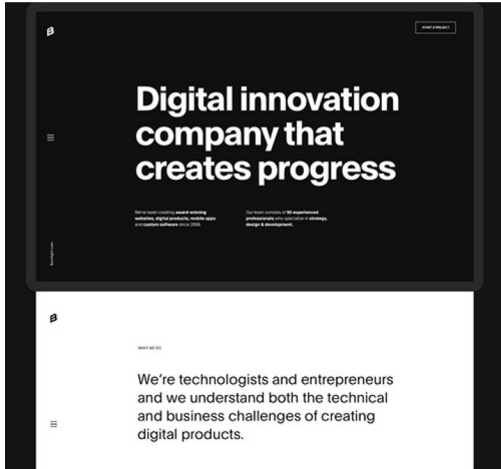 START A PROJECT
Digital innovation
company that
creates progress
We've been creating award-winning
websites, digital products, mobile apps
and custom software since 2009.
Our team consists of 50 experienced
professionals who specialize in strategy,
design & development.
WHAT WE DO
We're technologists and entrepreneurs
and we understand both the technical
and business challenges of creating
digital products.